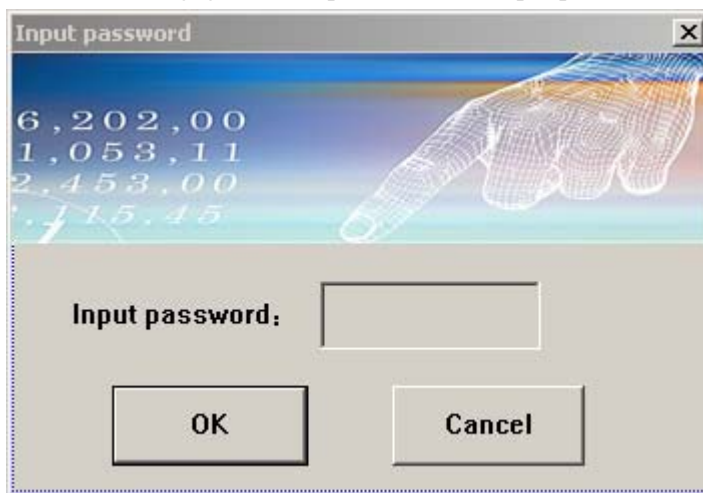 Input password
6,202,00
1,053,11
2,453,00
,115,45
Input password:
OK
Cancel